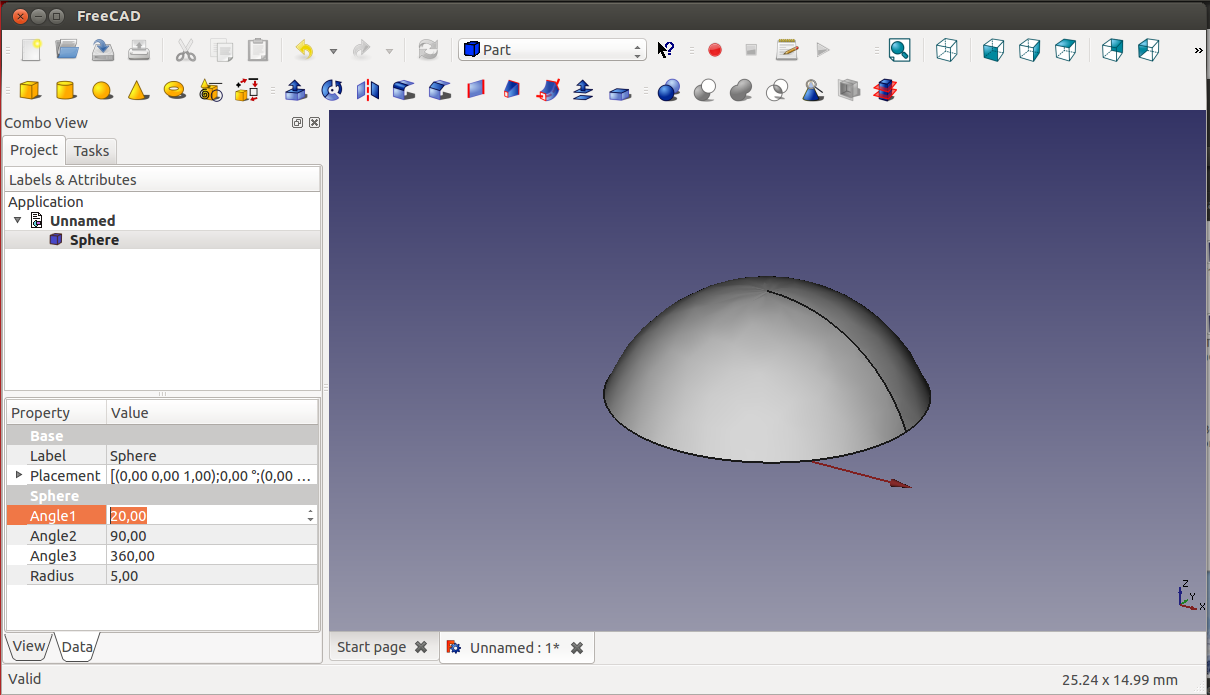 FreeCAD
Part
»
Combo View
Project Tasks
Labels & Attributes
Application
Unnamed
Sphere
Property Value
Base
Label Sphere
Placement [(0,00 0,00 1,00);0,00 °;(0,00 ...
Sphere
Angle1 20,00
Angle2 90,00
Angle3 360,00
Radius 5,00
Z
Y
X
View Data
Start page Unnamed : 1*
Valid 25.24 x 14.99 mm